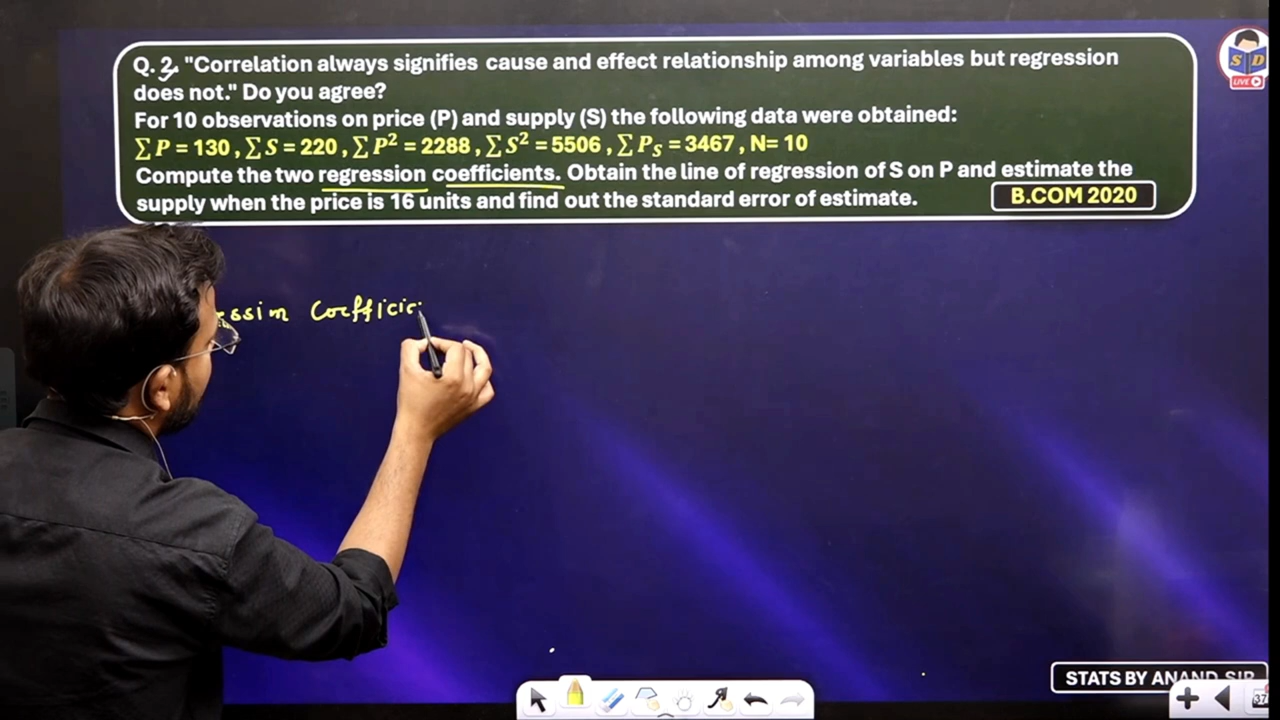 Q. 2. "Correlation always signifies cause and effect relationship among variables but regression
does not." Do you agree?
For 10 observations on price (P) and supply (S) the following data were obtained:
∑ P = 130 , ∑ S = 220 , ∑ P² = 2288 , ∑ S² = 5506 , ∑ Pₛ = 3467 , N= 10
Compute the two regression coefficients. Obtain the line of regression of S on P and estimate the
supply when the price is 16 units and find out the standard error of estimate.
B.COM 2020
S D
LIVE
STATS BY ANAND SIR
37